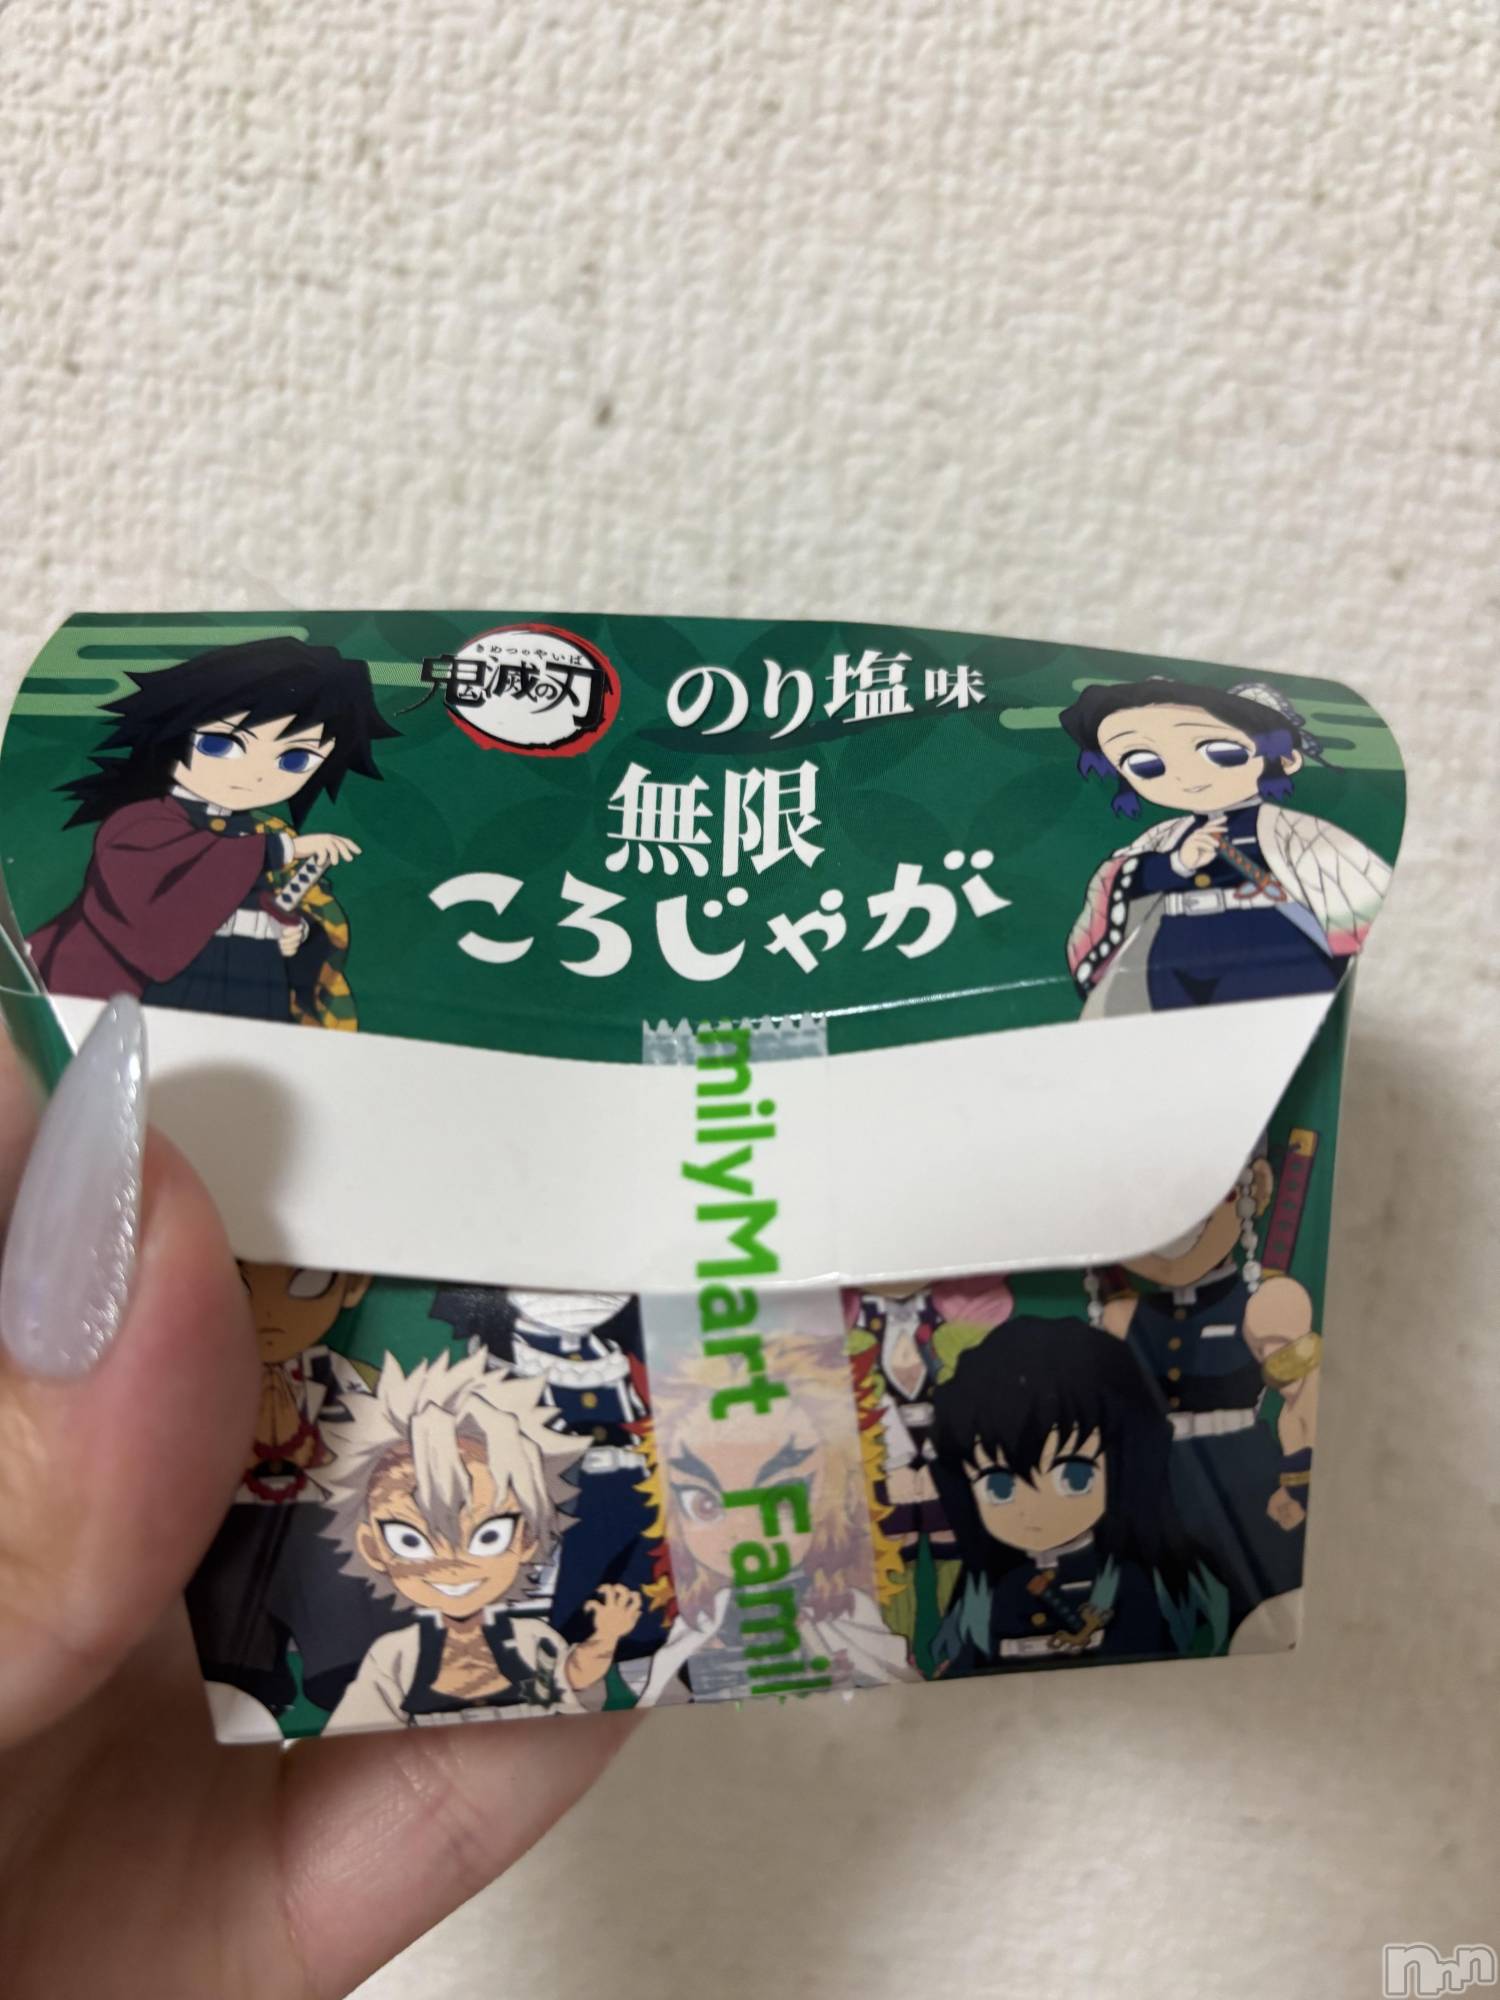 きめつのやいば
鬼滅の刃
のり塩味
無限
ころじゃが
milyMart Famil
nnn